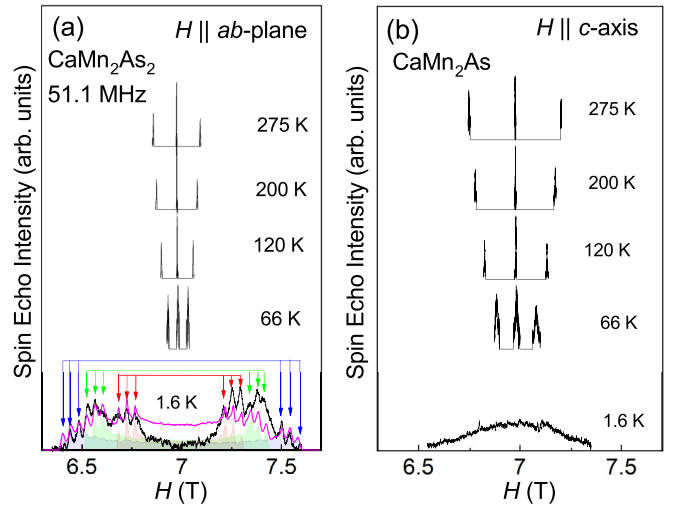 (a)
H || ab-plane
CaMn₂As₂
51.1 MHz
275 K
200 K
120 K
66 K
1.6 K
6.5 7 7.5
H (T)
Spin Echo Intensity (arb. units)
(b)
H || c-axis
CaMn₂As
275 K
200 K
120 K
66 K
1.6 K
6.5 7 7.5
H (T)
Spin Echo Intensity (arb. units)